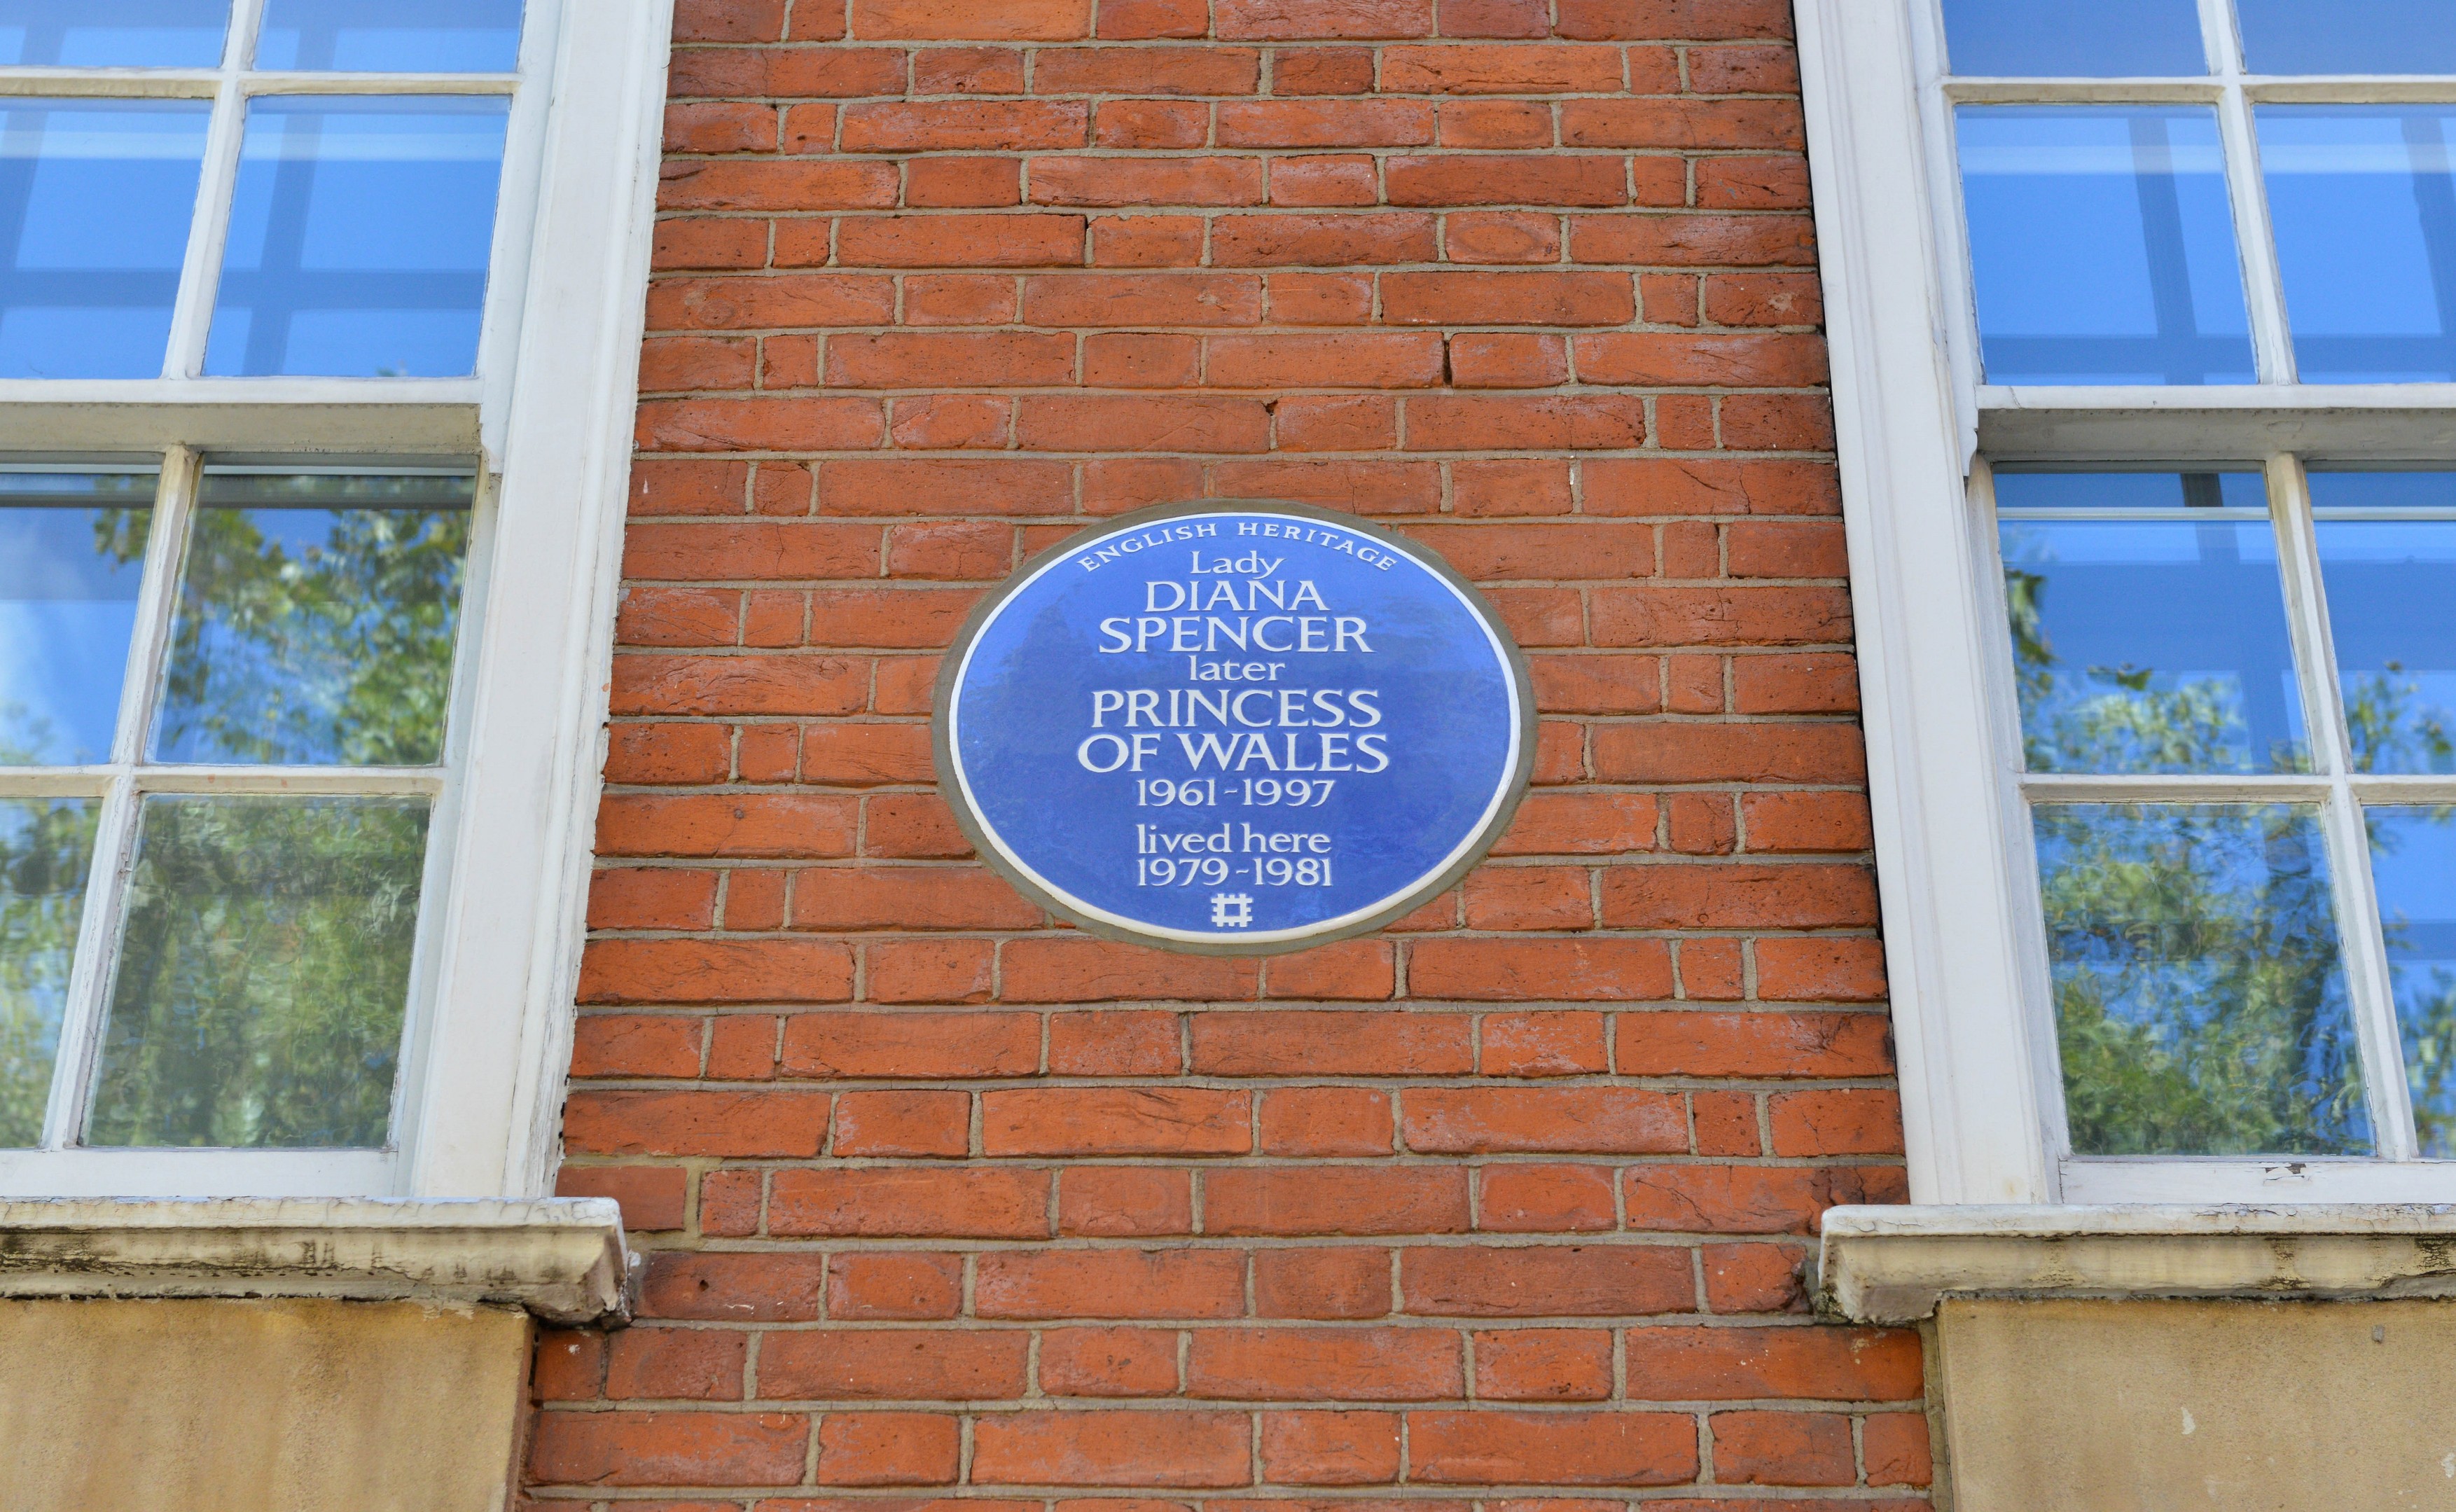 ENGLISH HERITAGE
Lady
DIANA
SPENCER
later
PRINCESS
OF WALES
1961-1997
lived here
1979-1981